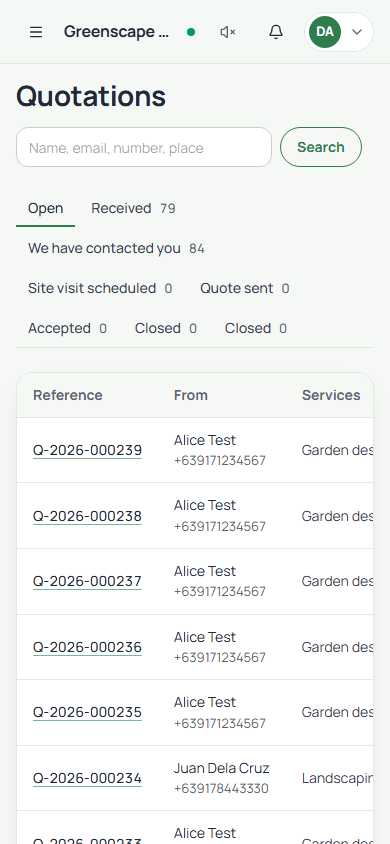 Greenscape ...
DA
Quotations
Name, email, number, place
Search
Open Received 79
We have contacted you 84
Site visit scheduled 0 Quote sent 0
Accepted 0 Closed 0 Closed 0
Reference From Services
Q-2026-000239 Alice Test Garden des
+639171234567
Q-2026-000238 Alice Test Garden des
+639171234567
Q-2026-000237 Alice Test Garden des
+639171234567
Q-2026-000236 Alice Test Garden des
+639171234567
Q-2026-000235 Alice Test Garden des
+639171234567
Q-2026-000234 Juan Dela Cruz Landscapin
+639178443330
Q-2026-000233 Alice Test Garden des